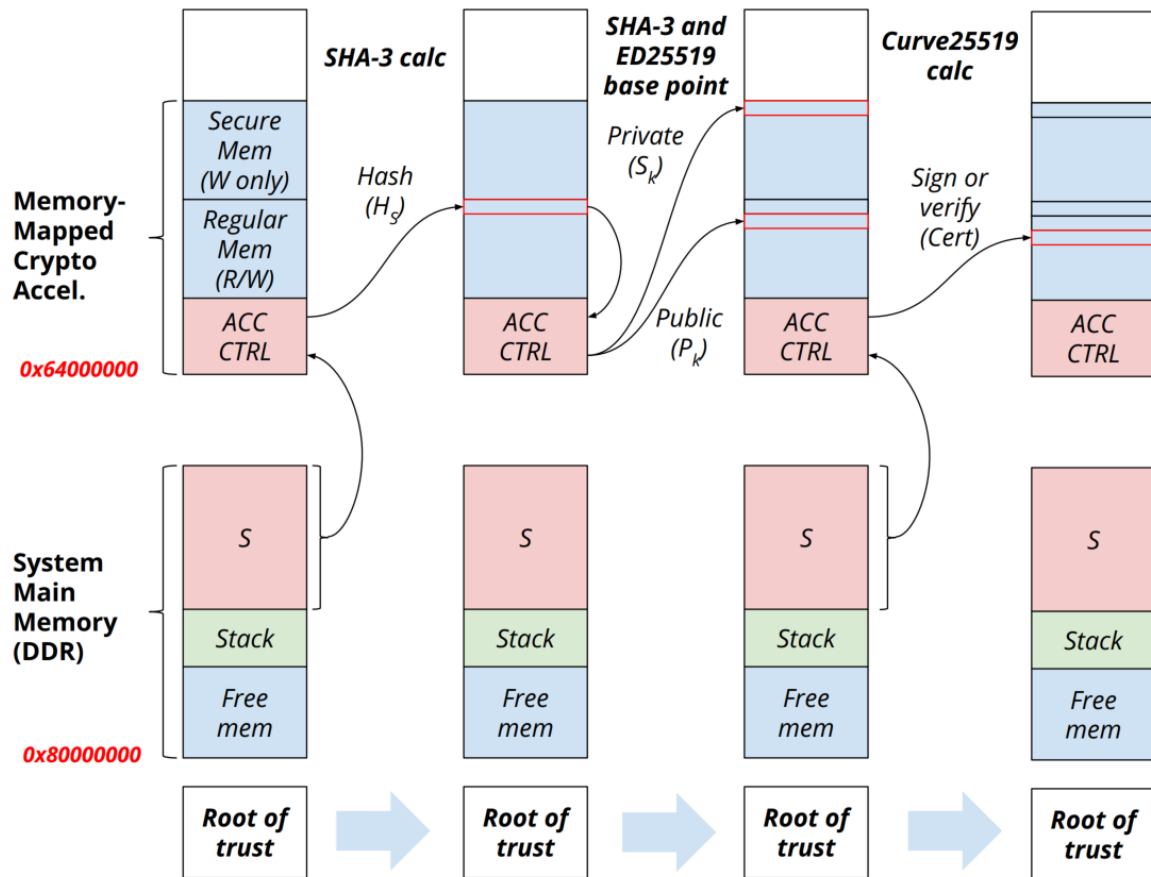 SHA-3 calc
SHA-3 and
ED25519
base point
Curve25519
calc
Memory-
Mapped
Crypto
Accel.
0x64000000
Secure
Mem
(W only)
Regular
Mem
(R/W)
ACC
CTRL
Hash
(H_S)
ACC
CTRL
Private
(S_k)
Public
(P_k)
ACC
CTRL
Sign or
verify
(Cert)
ACC
CTRL
System
Main
Memory
(DDR)
0x80000000
S
Stack
Free
mem
S
Stack
Free
mem
S
Stack
Free
mem
S
Stack
Free
mem
Root of
trust
Root of
trust
Root of
trust
Root of
trust